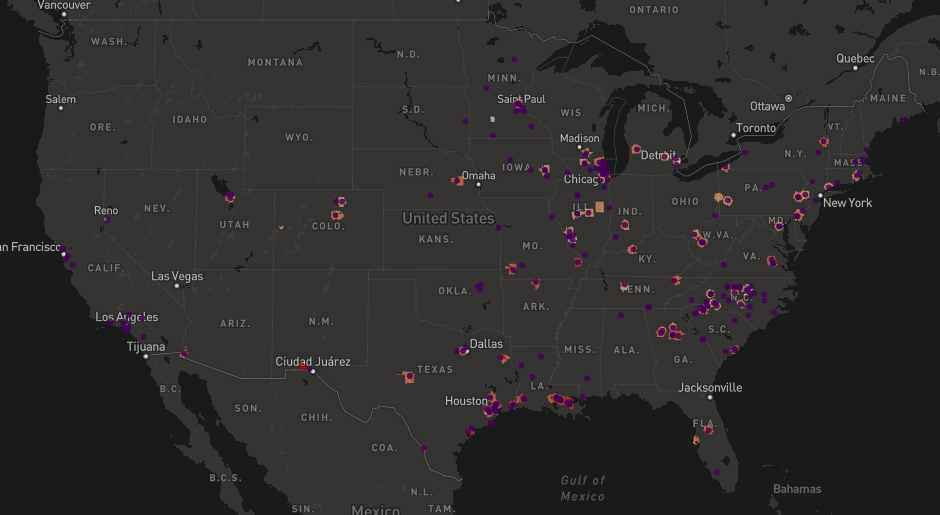 Vancouver
ONTARIO
WASH.
MONTANA
N.D.
Quebec
MINN.
N.B.
Salem
Saint Paul
Ottawa
MAINE
S.D.
WIS.
MICH.
IDAHO
ORE.
Toronto
WYO.
Madison
VT.
Detroit
N.Y.
MASS.
NEBR.
Omaha
IOWA
Chicago
PA.
Reno
NEV.
UTAH
COLO.
United States
ILL.
IND.
OHIO
New York
MD.
an Francisco
KANS.
MO.
W.VA.
KY.
VA.
CALIF.
Las Vegas
OKLA.
TENN.
N.C.
ARK.
Los Angeles
ARIZ.
N.M.
S.C.
Tijuana
Dallas
MISS.
ALA.
GA.
Ciudad Juárez
TEXAS
B.C.
LA.
Jacksonville
Houston
SON.
CHIH.
FLA.
COA.
B.C.S.
Gulf of
Mexico
Bahamas
N.L.
SIN.
Mexico
TAM.